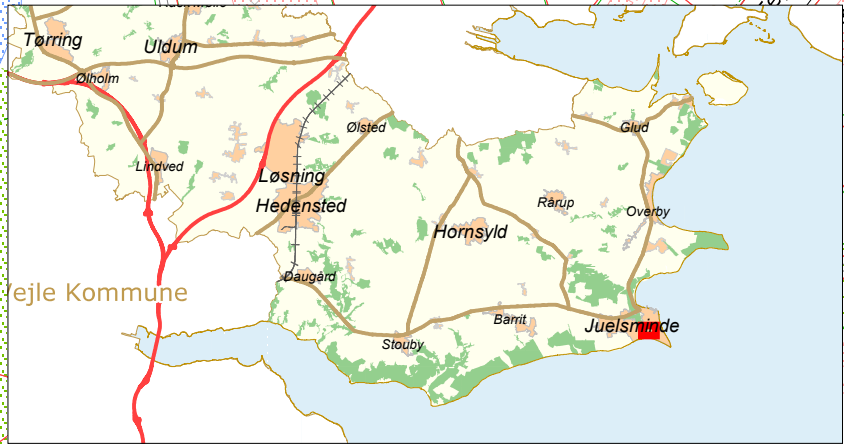 Tørring
Uldum
Ølholm
Ølsted
Glud
Lindved
Løsning
Hedensted
Rårup
Overby
Hornsyld
Daugård
Vejle Kommune
Barrit
Juelsminde
Stouby